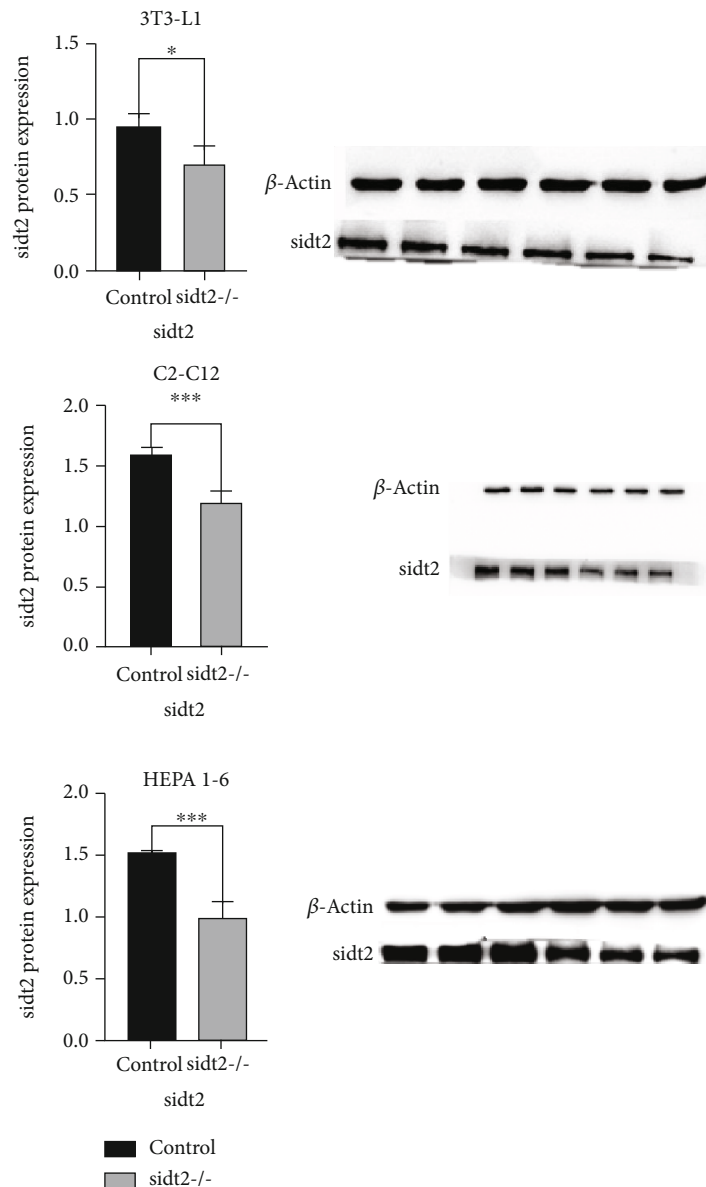 3T3-L1
*
1.5
1.0
0.5
0.0
sidt2 protein expression
Control sidt2-/-
sidt2
β-Actin
sidt2
C2-C12
***
2.0
1.5
1.0
0.5
0.0
sidt2 protein expression
Control sidt2-/-
sidt2
β-Actin
sidt2
HEPA 1-6
***
2.0
1.5
1.0
0.5
0.0
sidt2 protein expression
Control sidt2-/-
sidt2
β-Actin
sidt2
Control
sidt2-/-